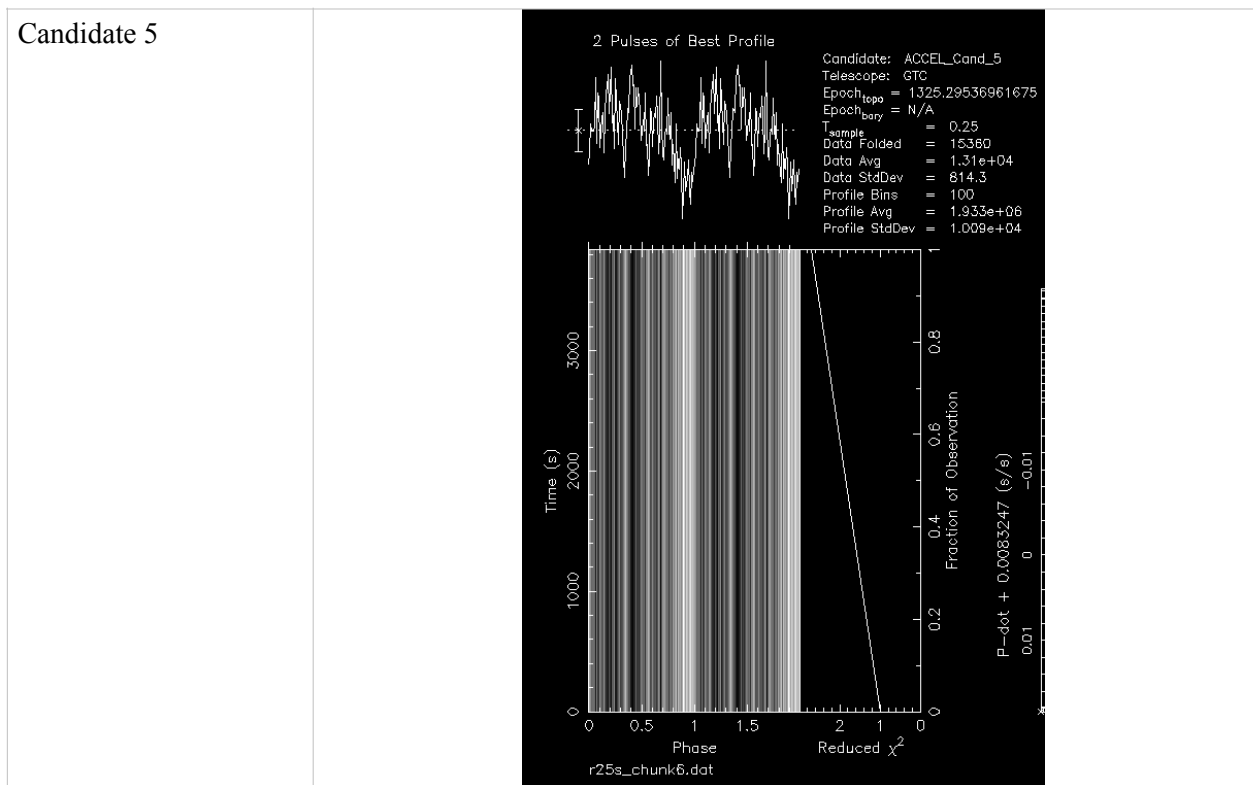 Candidate 5
2 Pulses of Best Profile
Candidate: ACCEL_Cand_5
Telescope: GTC
Epoch_topo = 1325.29536961675
Epoch_bary = N/A
T_sample = 0.25
Data Folded = 15360
Data Avg = 1.31e+04
Data StdDev = 814.3
Profile Bins = 100
Profile Avg = 1.933e+06
Profile StdDev = 1.009e+04
Time (s)
0 1000 2000 3000
0 0.5 1 1.5
Phase
2 1 0
Reduced χ²
0 0.2 0.4 0.6 0.8 1
Fraction of Observation
P-dot + 0.0083247 (s/s)
0.01 0 −0.01
r25s_chunk6.dat